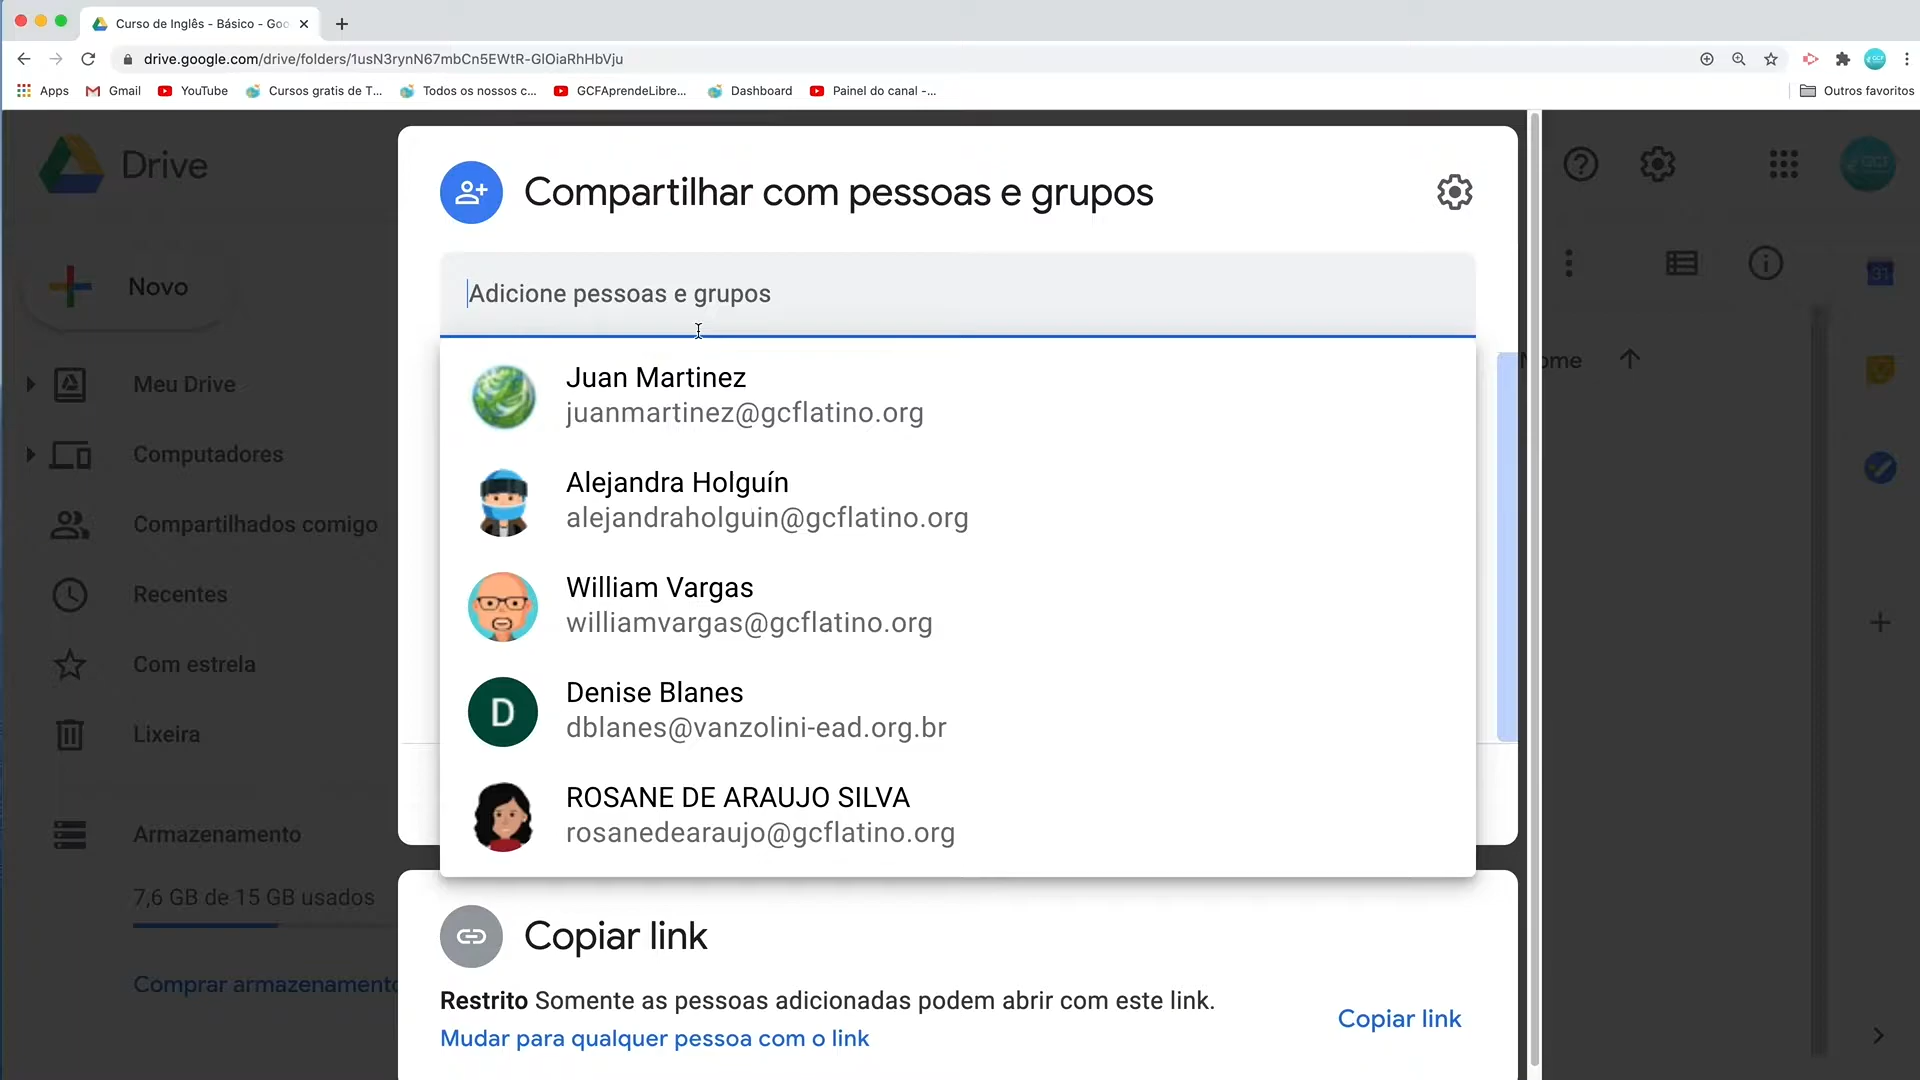 Curso de Inglês - Básico - Goo
drive.google.com/drive/folders/1usN3rynN67mbCn5EWtR-GlOiaRhHbVju
Apps
Gmail
YouTube
Cursos gratis de T...
Todos os nossos c...
GCFAprendeLibre...
Dashboard
Painel do canal -...
Outros favoritos
Drive
Compartilhar com pessoas e grupos
Novo
Adicione pessoas e grupos
31
Nome
Meu Drive
Computadores
Compartilhados comigo
Recentes
Com estrela
Lixeira
Armazenamento
7,6 GB de 15 GB usados
Comprar armazenamento
Juan Martinez
juanmartinez@gcflatino.org
Alejandra Holguín
alejandraholguin@gcflatino.org
William Vargas
williamvargas@gcflatino.org
D
Denise Blanes
dblanes@vanzolini-ead.org.br
ROSANE DE ARAUJO SILVA
rosanedearaujo@gcflatino.org
Copiar link
Restrito Somente as pessoas adicionadas podem abrir com este link.
Mudar para qualquer pessoa com o link
Copiar link